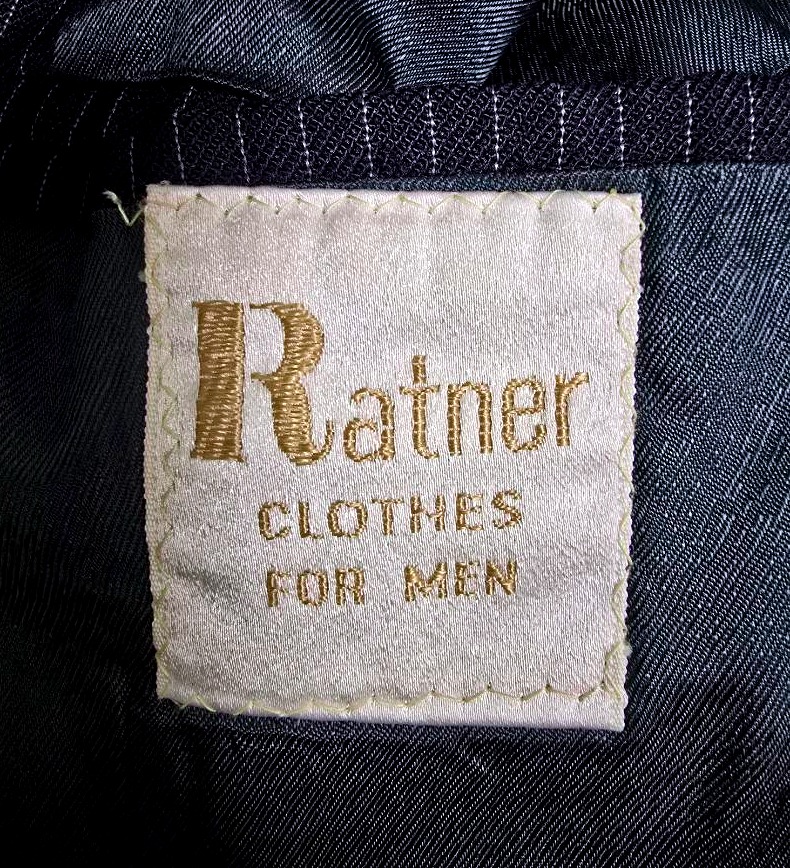 Ratner
CLOTHES
FOR MEN